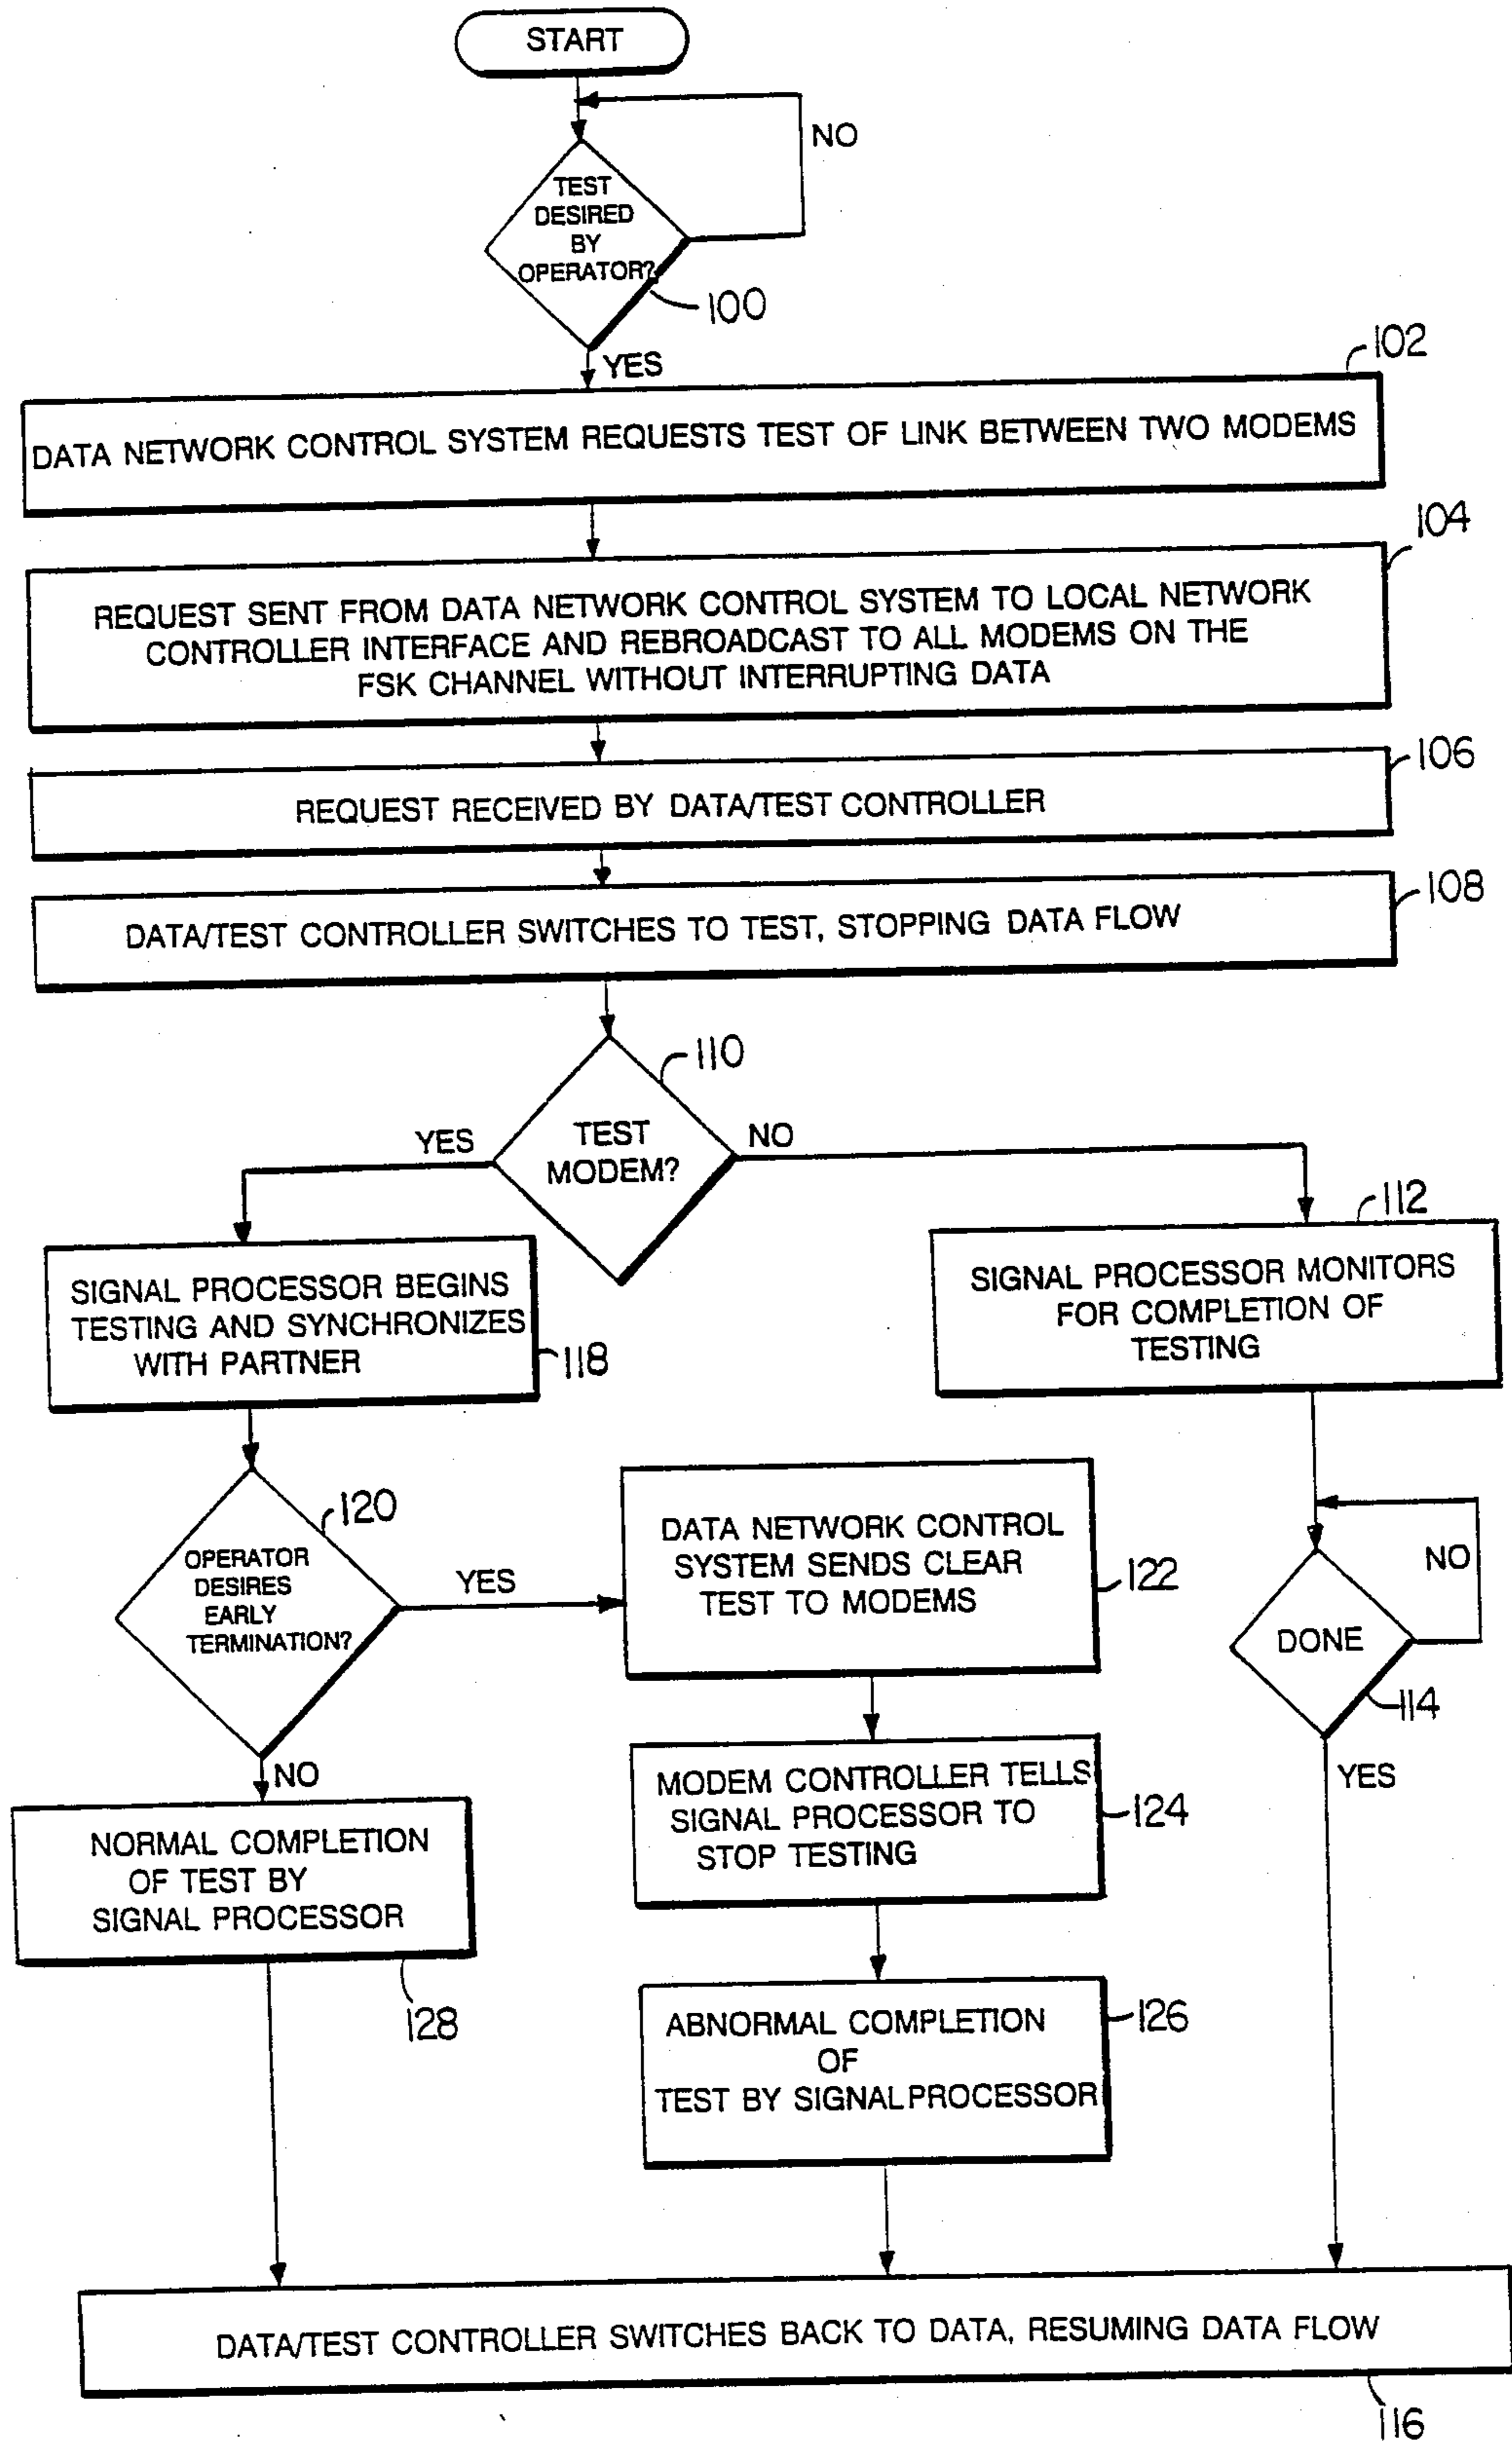 START
NO
TEST
DESIRED
BY
OPERATOR?
100
YES
102
DATA NETWORK CONTROL SYSTEM REQUESTS TEST OF LINK BETWEEN TWO MODEMS
104
REQUEST SENT FROM DATA NETWORK CONTROL SYSTEM TO LOCAL NETWORK
CONTROLLER INTERFACE AND REBROADCAST TO ALL MODEMS ON THE
FSK CHANNEL WITHOUT INTERRUPTING DATA
106
REQUEST RECEIVED BY DATA/TEST CONTROLLER
108
DATA/TEST CONTROLLER SWITCHES TO TEST, STOPPING DATA FLOW
110
YES
TEST
MODEM?
NO
112
SIGNAL PROCESSOR BEGINS
TESTING AND SYNCHRONIZES
WITH PARTNER
118
SIGNAL PROCESSOR MONITORS
FOR COMPLETION OF
TESTING
120
OPERATOR
DESIRES
EARLY
TERMINATION?
YES
NO
DATA NETWORK CONTROL
SYSTEM SENDS CLEAR
TEST TO MODEMS
122
NO
DONE
114
YES
NORMAL COMPLETION
OF TEST BY
SIGNAL PROCESSOR
128
MODEM CONTROLLER TELLS
SIGNAL PROCESSOR TO
STOP TESTING
124
ABNORMAL COMPLETION
OF
TEST BY SIGNAL PROCESSOR
126
DATA/TEST CONTROLLER SWITCHES BACK TO DATA, RESUMING DATA FLOW
116